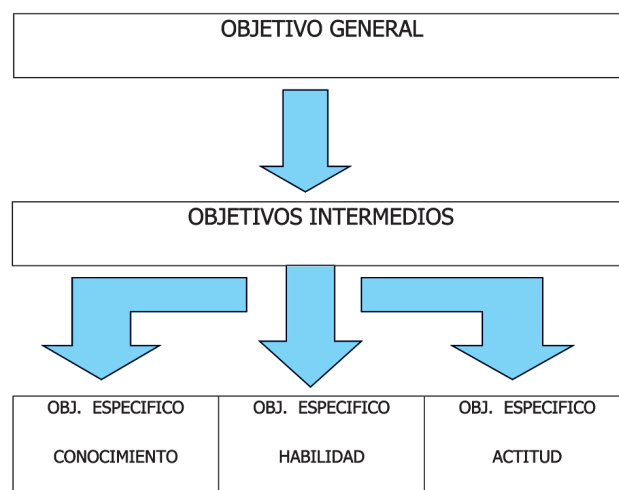 OBJETIVO GENERAL
OBJETIVOS INTERMEDIOS
OBJ. ESPECIFICO
CONOCIMIENTO
OBJ. ESPECIFICO
HABILIDAD
OBJ. ESPECIFICO
ACTITUD